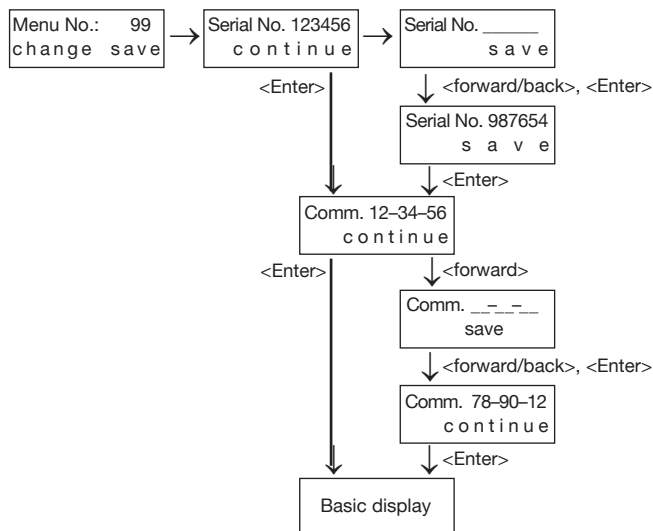 Menu No.: 99
change save
Serial No. 123456
continue
Serial No. ______
save
<Enter>
<forward/back>, <Enter>
Serial No. 987654
save
<Enter>
Comm. 12–34–56
continue
<Enter>
<forward>
Comm. __–__–__
save
<forward/back>, <Enter>
Comm. 78–90–12
continue
<Enter>
Basic display